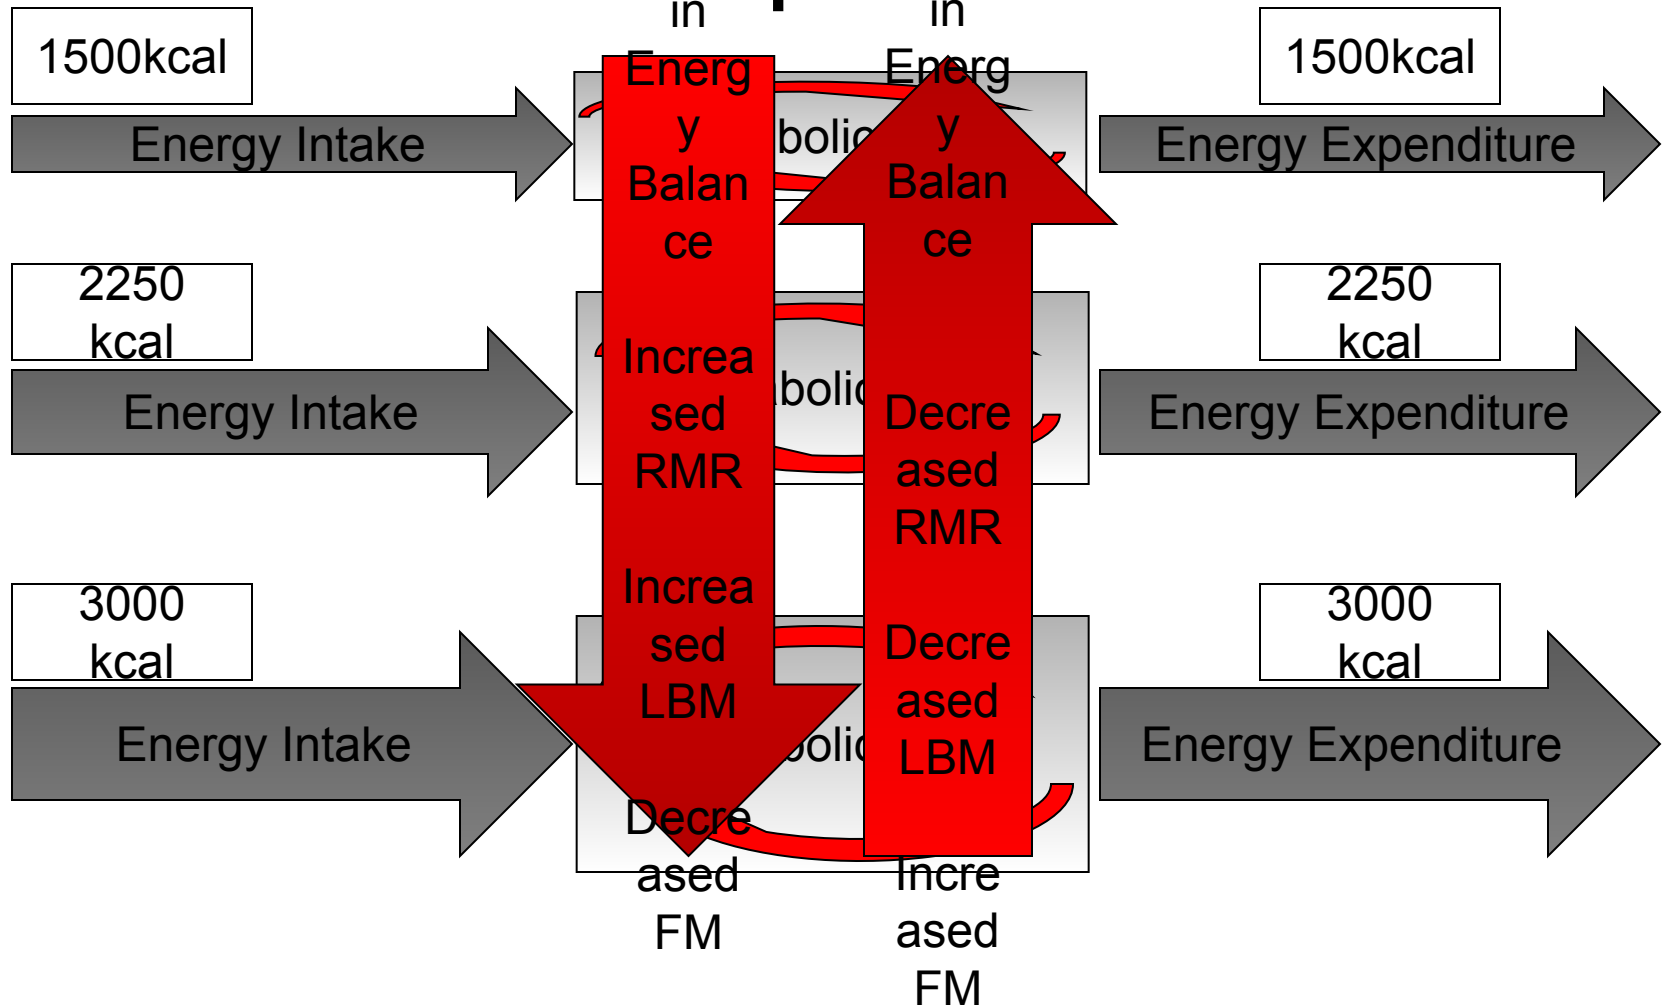 1500kcal
Energy Intake
in
Energ
y
Balan
ce
Increa
sed
RMR
Increa
sed
LBM
Decre
ased
FM
in
Energ
y
Balan
ce
Decre
ased
RMR
Decre
ased
LBM
Incre
ased
FM
1500kcal
Energy Expenditure
2250
kcal
Energy Intake
2250
kcal
Energy Expenditure
3000
kcal
Energy Intake
3000
kcal
Energy Expenditure